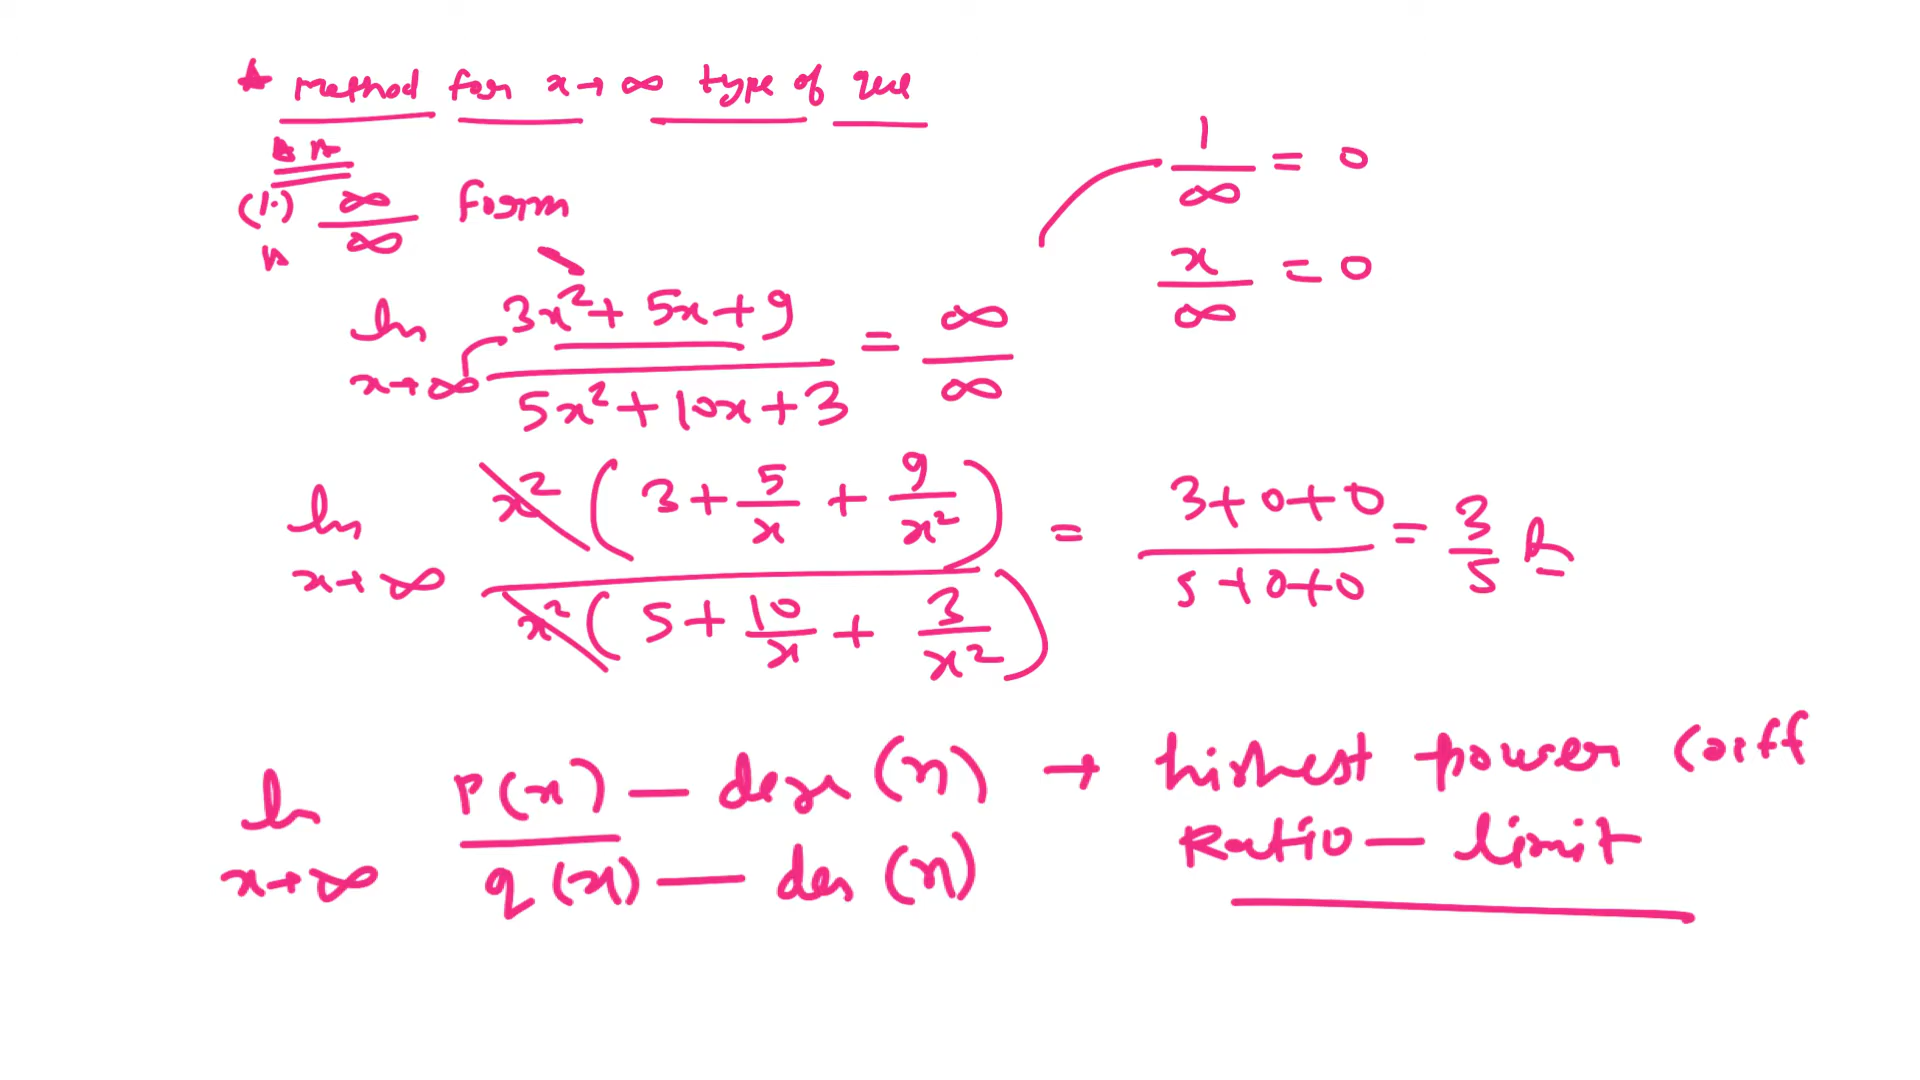 ★ method for x→∞ type of que
(1.) ∞/∞ form
1/∞ = 0
x/∞ = 0
lim x→∞ (3x²+5x+9)/(5x²+10x+3) = ∞/∞
lim x→∞ x²(3+5/x+9/x²)/x²(5+10/x+3/x²) = (3+0+0)/(5+0+0) = 3/5
lim x→∞ P(x)/q(x) — deg (n) → highest power coeff
— deg (n) Ratio — limit